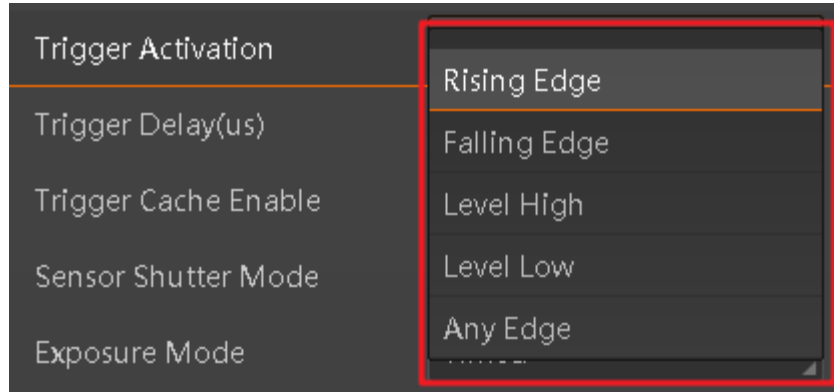 Trigger Activation
Rising Edge
Trigger Delay(us)
Falling Edge
Trigger Cache Enable
Level High
Sensor Shutter Mode
Level Low
Exposure Mode
Any Edge